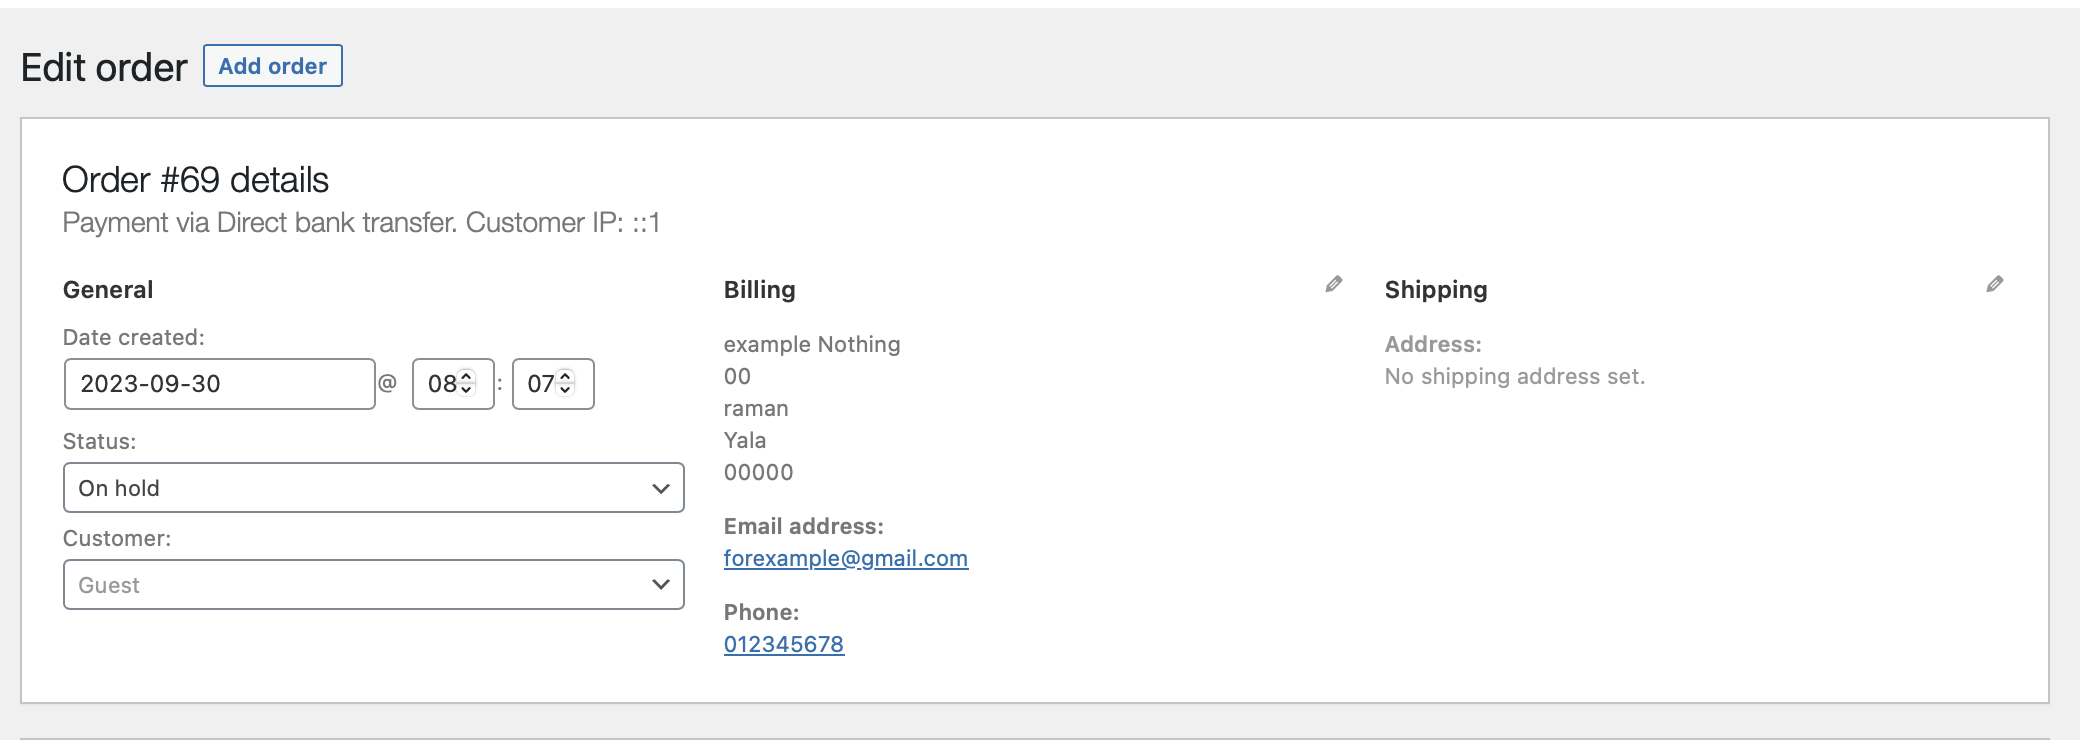 Edit order Add order
Order #69 details
Payment via Direct bank transfer. Customer IP: ::1
General
Date created:
2023-09-30 @ 08 : 07
Status:
On hold
Customer:
Guest
Billing
example Nothing
00
raman
Yala
00000
Email address:
forexample@gmail.com
Phone:
012345678
Shipping
Address:
No shipping address set.